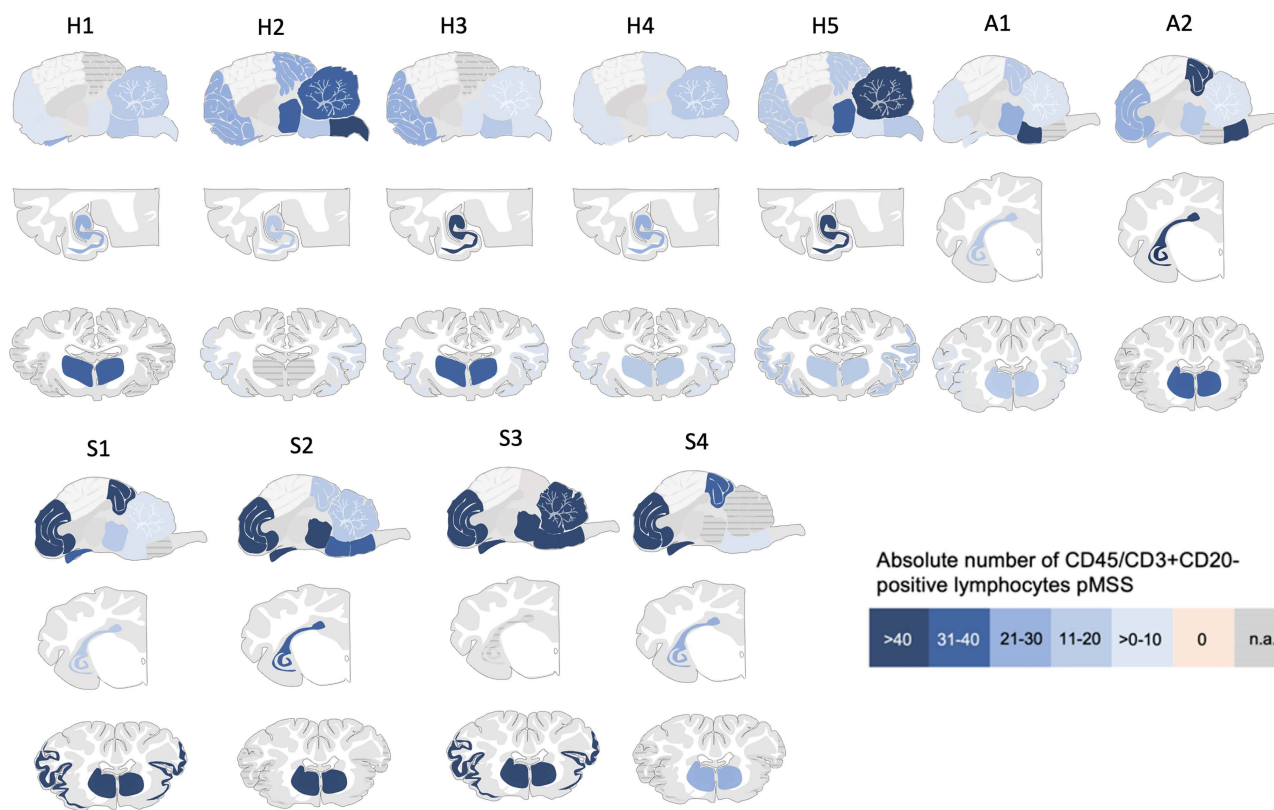 H1 H2 H3 H4 H5 A1 A2
S1 S2 S3 S4
Absolute number of CD45/CD3+CD20-
positive lymphocytes pMSS
>40 31-40 21-30 11-20 >0-10 0 n.a.